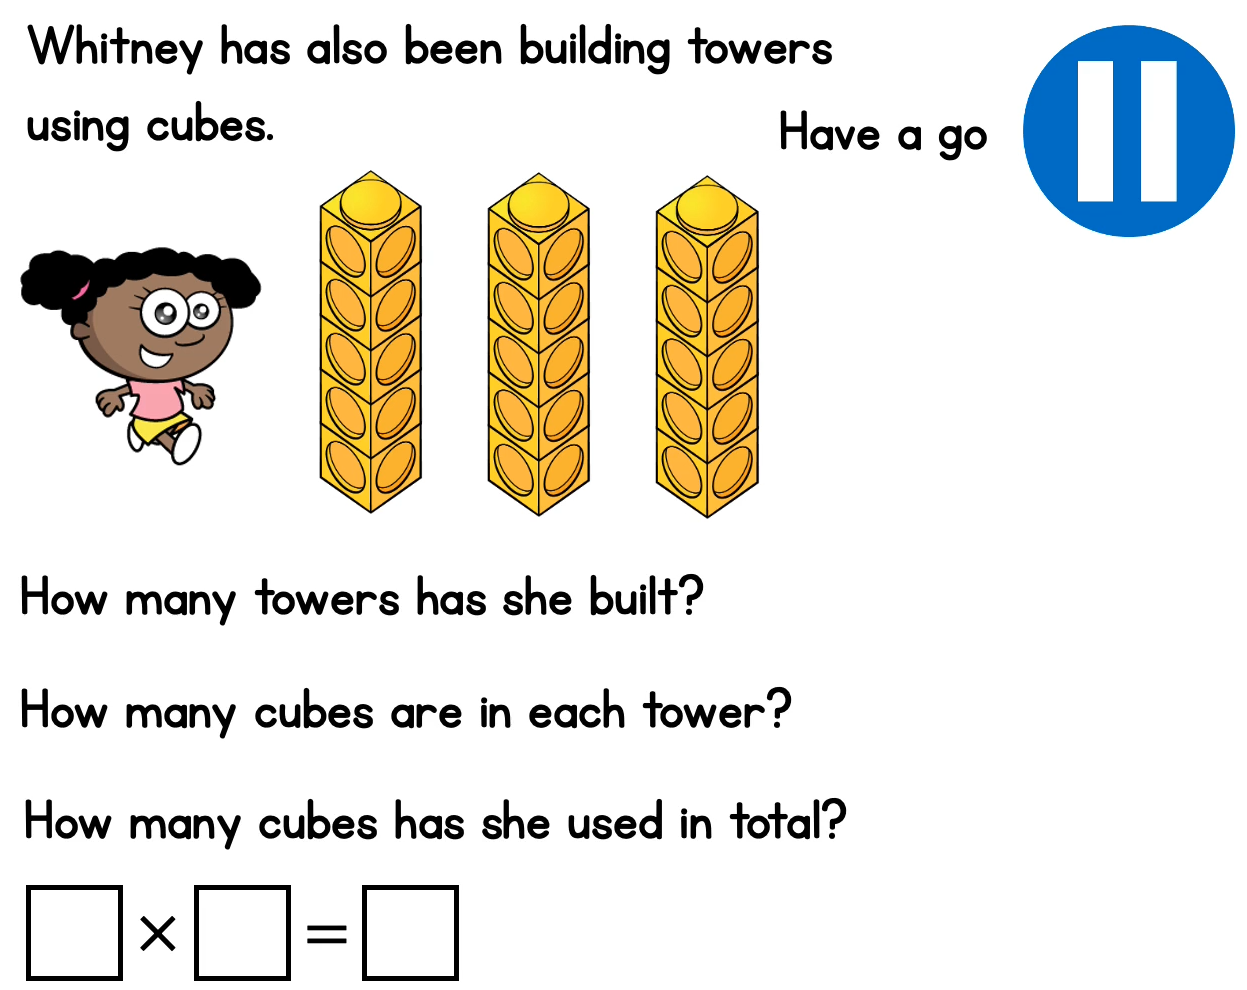 Whitney has also been building towers
using cubes.
Have a go
How many towers has she built?
How many cubes are in each tower?
How many cubes has she used in total?
× =